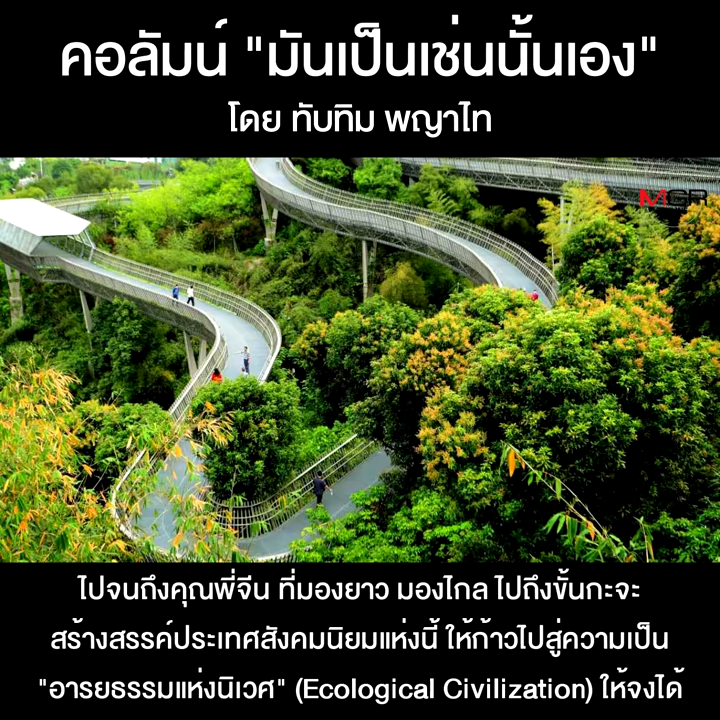 คอลัมน์ "มันเป็นเช่นนั้นเอง"
โดย ทับทิม พญาไท
MGR
ไปจนถึงคุณพี่จีน ที่มองยาว มองไกล ไปถึงขั้นกะจะ
สร้างสรรค์ประเทศสังคมนิยมแห่งนี้ ให้ก้าวไปสู่ความเป็น
"อารยธรรมแห่งนิเวศ" (Ecological Civilization) ให้จงได้